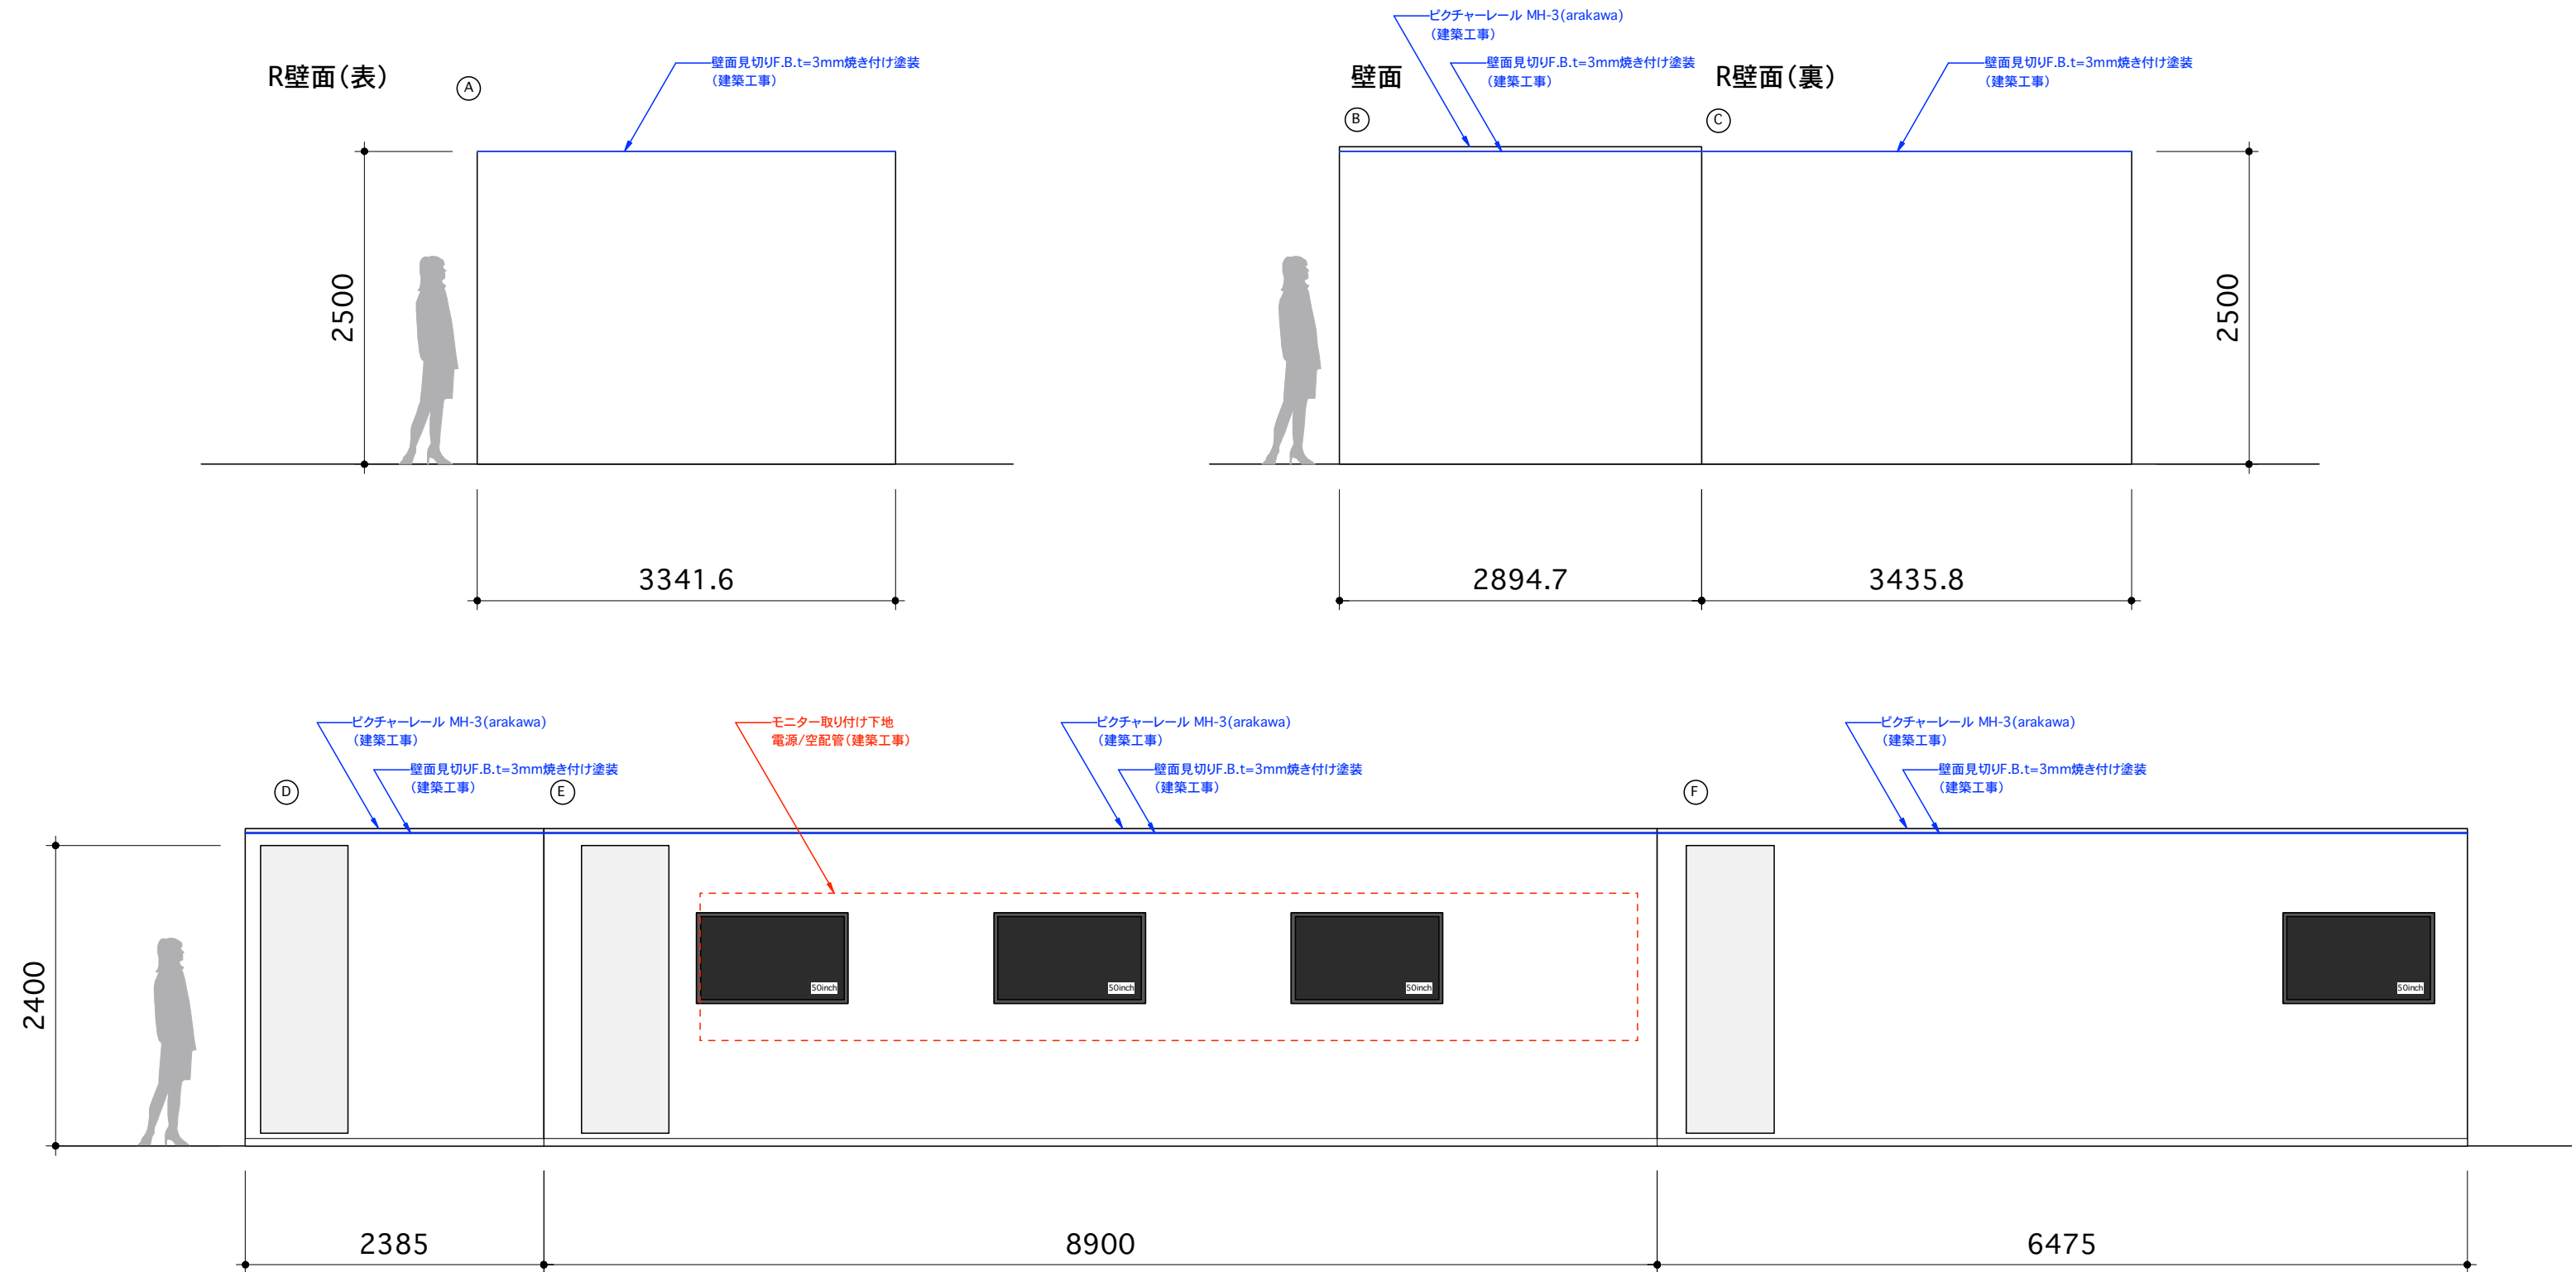 R壁面（表）
A
壁面見切りF.B.t=3mm焼き付け塗装
（建築工事）
2500
3341.6
ピクチャーレール MH-3(arakawa)
（建築工事）
壁面見切りF.B.t=3mm焼き付け塗装
（建築工事）
壁面
B
R壁面（裏）
C
壁面見切りF.B.t=3mm焼き付け塗装
（建築工事）
2500
2894.7
3435.8
ピクチャーレール MH-3(arakawa)
（建築工事）
壁面見切りF.B.t=3mm焼き付け塗装
（建築工事）
D
E
モニター取り付け下地
電源/空配管（建築工事）
ピクチャーレール MH-3(arakawa)
（建築工事）
壁面見切りF.B.t=3mm焼き付け塗装
（建築工事）
F
ピクチャーレール MH-3(arakawa)
（建築工事）
壁面見切りF.B.t=3mm焼き付け塗装
（建築工事）
2400
50inch
50inch
50inch
50inch
2385
8900
6475